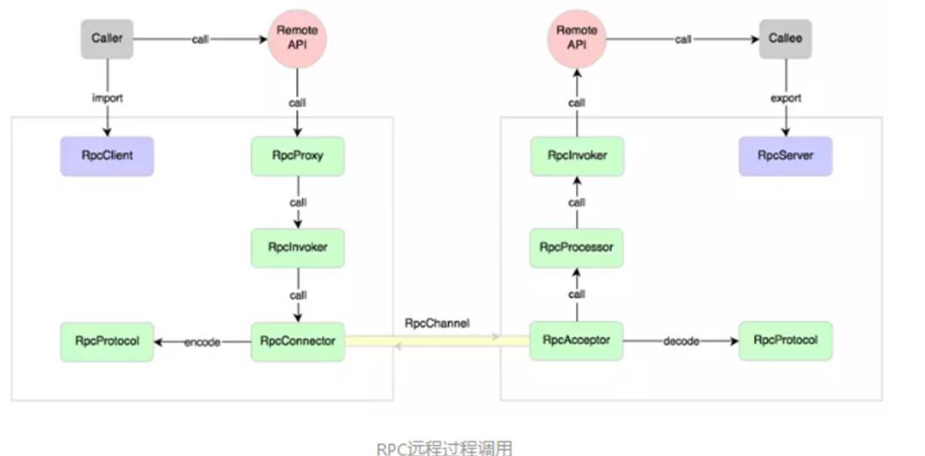 Caller
call
Remote
API
Remote
API
call
Callee
import
call
call
export
RpcClient
RpcProxy
RpcInvoker
RpcServer
call
call
RpcInvoker
RpcProcessor
call
call
RpcChannel
RpcProtocol
encode
RpcConnector
RpcAcceptor
decode
RpcProtocol
RPC远程过程调用